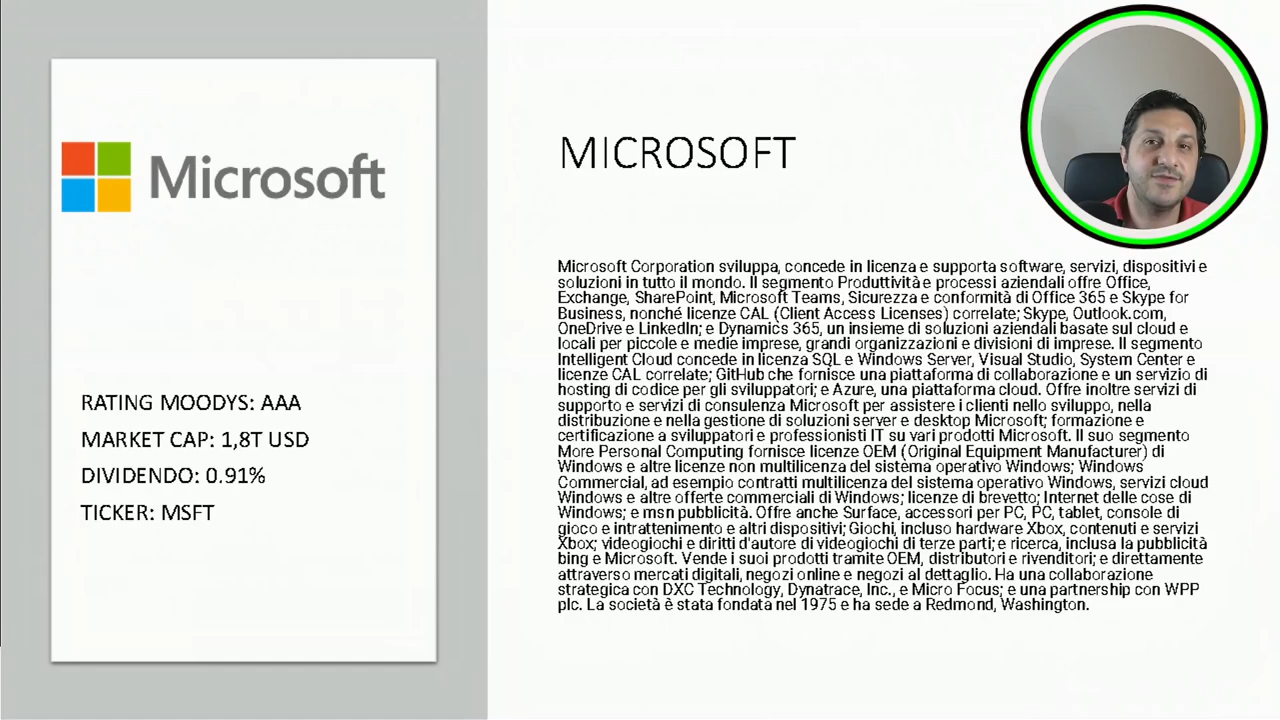 Microsoft
RATING MOODYS: AAA
MARKET CAP: 1,8T USD
DIVIDENDO: 0.91%
TICKER: MSFT
MICROSOFT
Microsoft Corporation sviluppa, concede in licenza e supporta software, servizi, dispositivi e
soluzioni in tutto il mondo. Il segmento Produttività e processi aziendali offre Office,
Exchange, SharePoint, Microsoft Teams, Sicurezza e conformità di Office 365 e Skype for
Business, nonché licenze CAL (Client Access Licenses) correlate; Skype, Outlook.com,
OneDrive e LinkedIn; e Dynamics 365, un insieme di soluzioni aziendali basate sul cloud e
locali per piccole e medie imprese, grandi organizzazioni e divisioni di imprese. Il segmento
Intelligent Cloud concede in licenza SQL e Windows Server, Visual Studio, System Center e
licenze CAL correlate; GitHub che fornisce una piattaforma di collaborazione e un servizio di
hosting di codice per gli sviluppatori; e Azure, una piattaforma cloud. Offre inoltre servizi di
supporto e servizi di consulenza Microsoft per assistere i clienti nello sviluppo, nella
distribuzione e nella gestione di soluzioni server e desktop Microsoft; formazione e
certificazione a sviluppatori e professionisti IT su vari prodotti Microsoft. Il suo segmento
More Personal Computing fornisce licenze OEM (Original Equipment Manufacturer) di
Windows e altre licenze non multilicenza del sistema operativo Windows; Windows
Commercial, ad esempio contratti multilicenza del sistema operativo Windows, servizi cloud
Windows e altre offerte commerciali di Windows; licenze di brevetto; Internet delle cose di
Windows; e msn pubblicità. Offre anche Surface, accessori per PC, PC, tablet, console di
gioco e intrattenimento e altri dispositivi; Giochi, incluso hardware Xbox, contenuti e servizi
Xbox; videogiochi e diritti d'autore di videogiochi di terze parti; e ricerca, inclusa la pubblicità
bing e Microsoft. Vende i suoi prodotti tramite OEM, distributori e rivenditori; e direttamente
attraverso mercati digitali, negozi online e negozi al dettaglio. Ha una collaborazione
strategica con DXC Technology, Dynatrace, Inc., e Micro Focus; e una partnership con WPP
plc. La società è stata fondata nel 1975 e ha sede a Redmond, Washington.